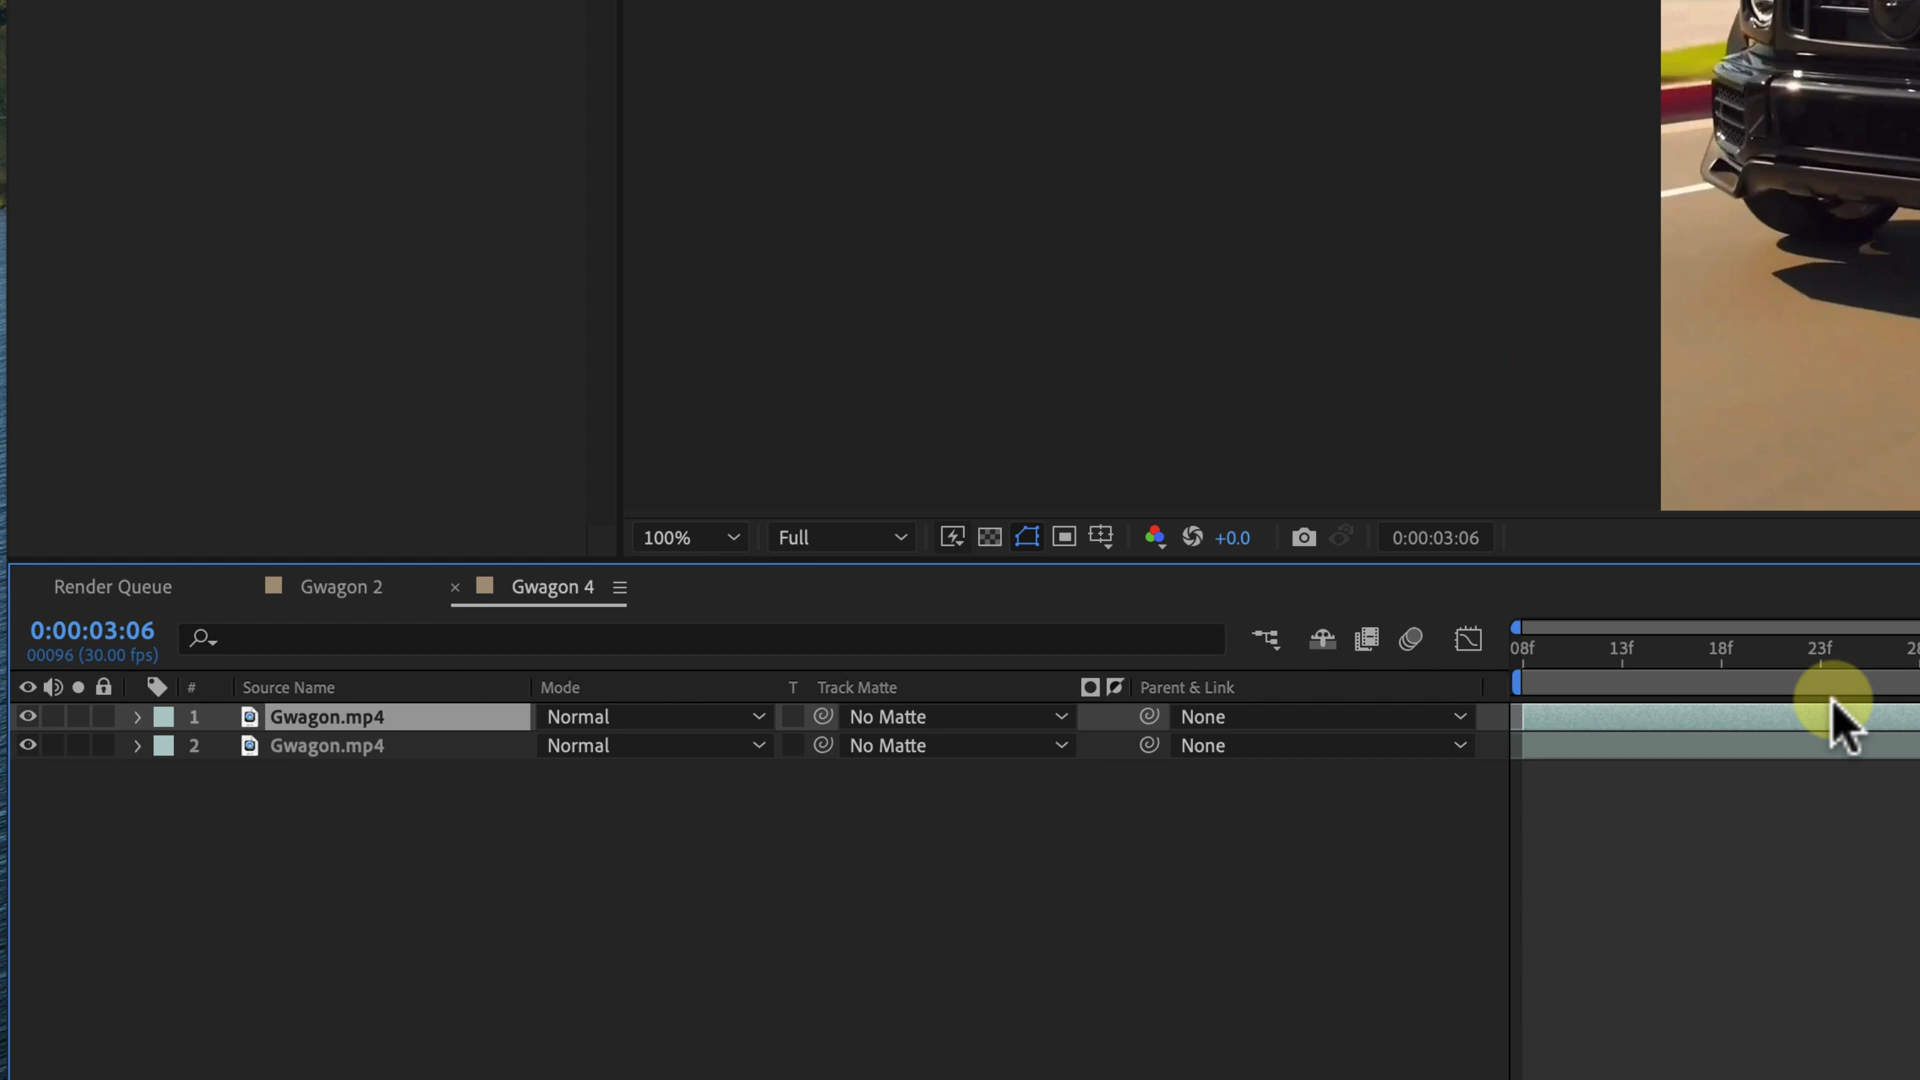 100% Full +0.0 0:00:03:06
Render Queue Gwagon 2 × Gwagon 4
0:00:03:06
00096 (30.00 fps)
08f 13f 18f 23f
# Source Name Mode T Track Matte Parent & Link
1 Gwagon.mp4 Normal No Matte None
2 Gwagon.mp4 Normal No Matte None